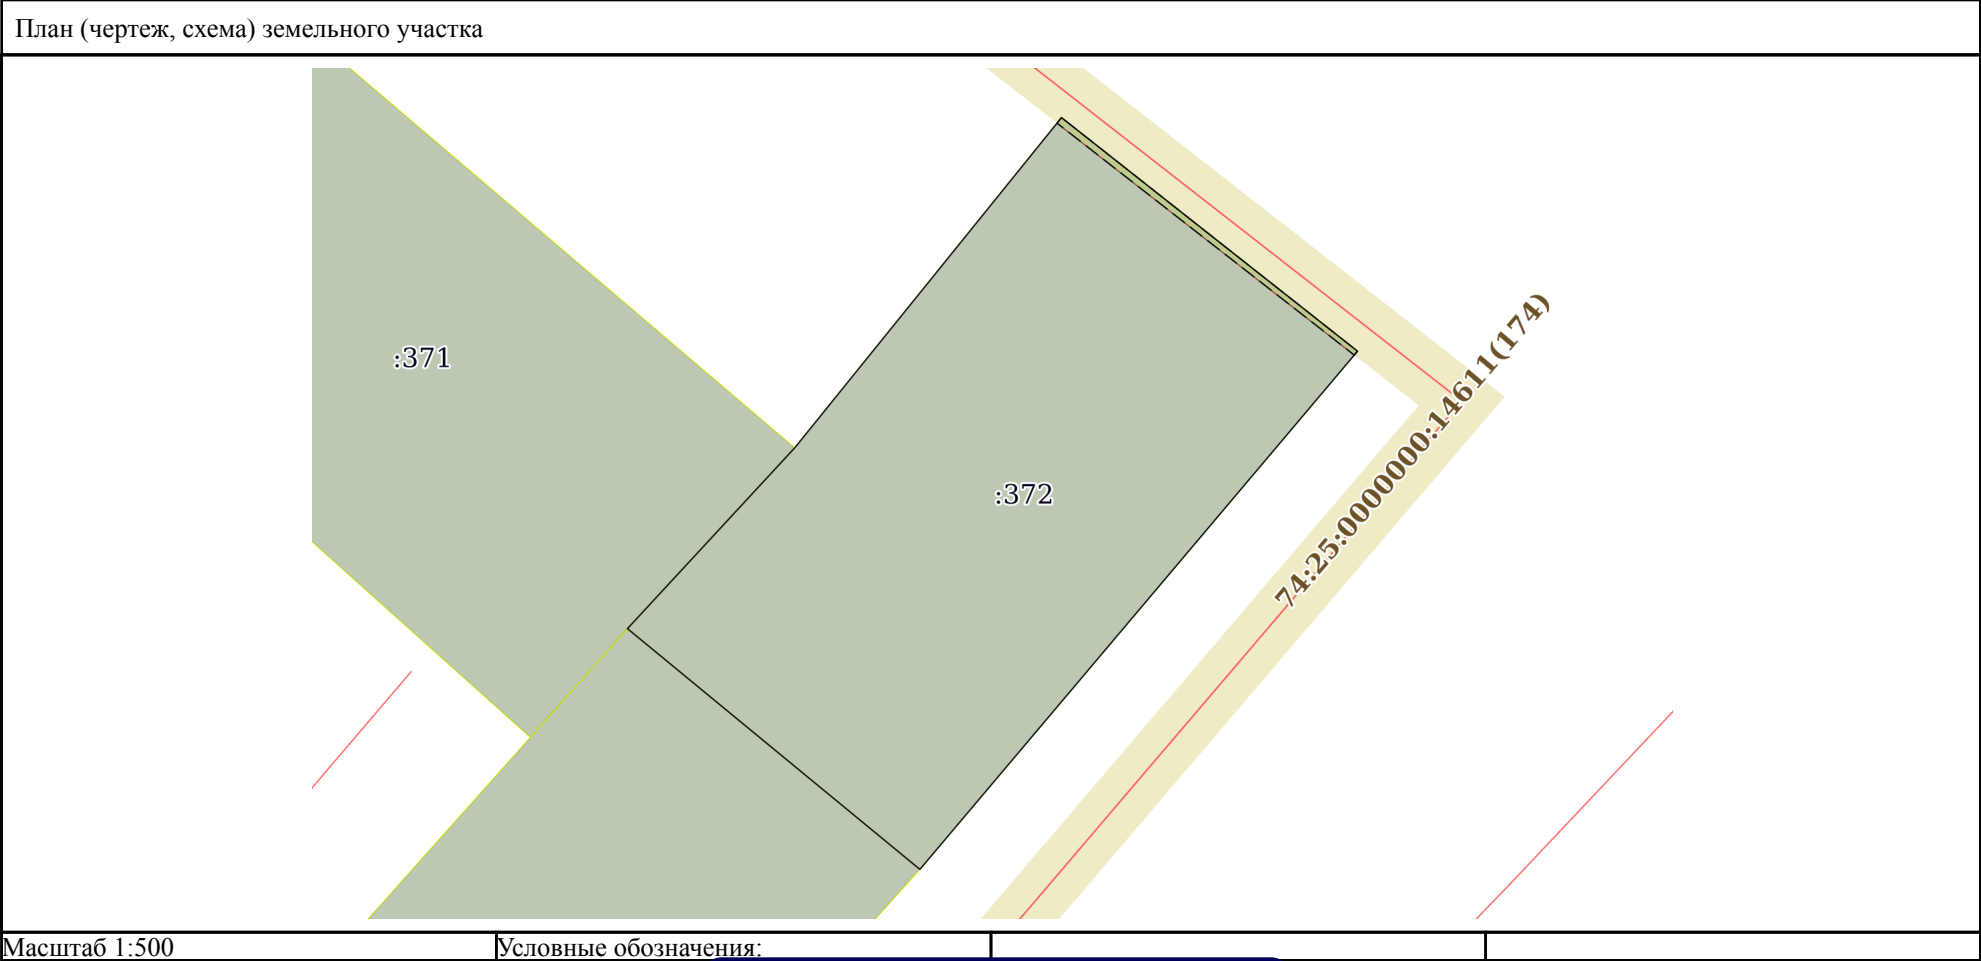 План (чертеж, схема) земельного участка
:371
:372
74:25:0000000:14611(174)
Масштаб 1:500
Условные обозначения: